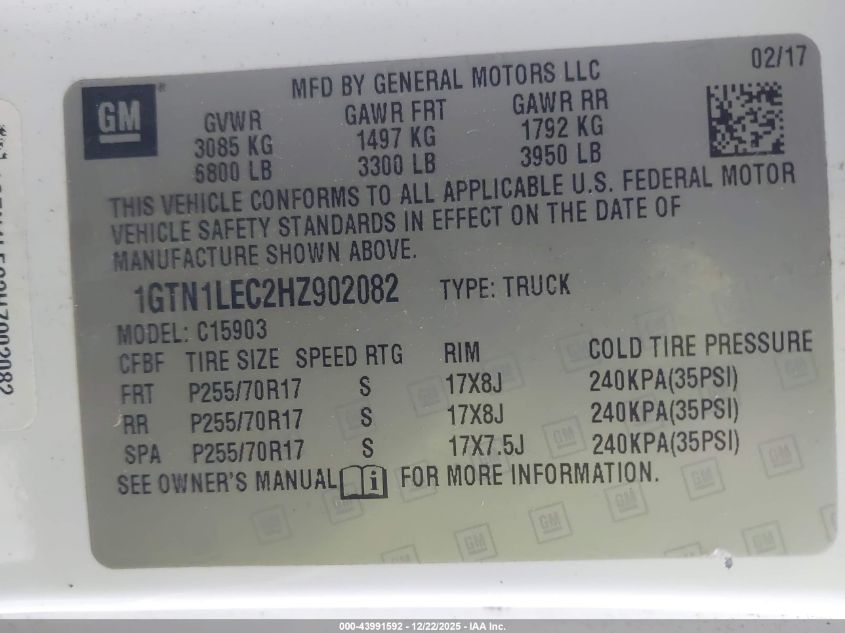 02/17
GM
MFD BY GENERAL MOTORS LLC
GVWR GAWR FRT GAWR RR
3085 KG 1497 KG 1792 KG
6800 LB 3300 LB 3950 LB
THIS VEHICLE CONFORMS TO ALL APPLICABLE U.S. FEDERAL MOTOR
VEHICLE SAFETY STANDARDS IN EFFECT ON THE DATE OF
MANUFACTURE SHOWN ABOVE.
1GTN1LEC2HZ902082 TYPE: TRUCK
MODEL: C15903
CFBF TIRE SIZE SPEED RTG RIM COLD TIRE PRESSURE
FRT P255/70R17 S 17X8J 240KPA(35PSI)
RR P255/70R17 S 17X8J 240KPA(35PSI)
SPA P255/70R17 S 17X7.5J 240KPA(35PSI)
SEE OWNER'S MANUAL i FOR MORE INFORMATION.
000-43991592 - 12/22/2025 - IAA Inc.